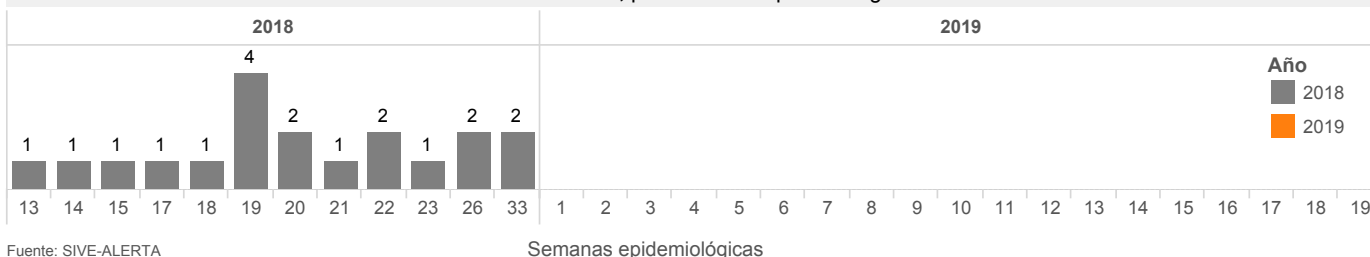 2018 2019
4
Año
2018
2 2 2 2
2019
1 1 1 1 1 1 1
13 14 15 17 18 19 20 21 22 23 26 33 1 2 3 4 5 6 7 8 9 10 11 12 13 14 15 16 17 18 19
Fuente: SIVE-ALERTA Semanas epidemiológicas